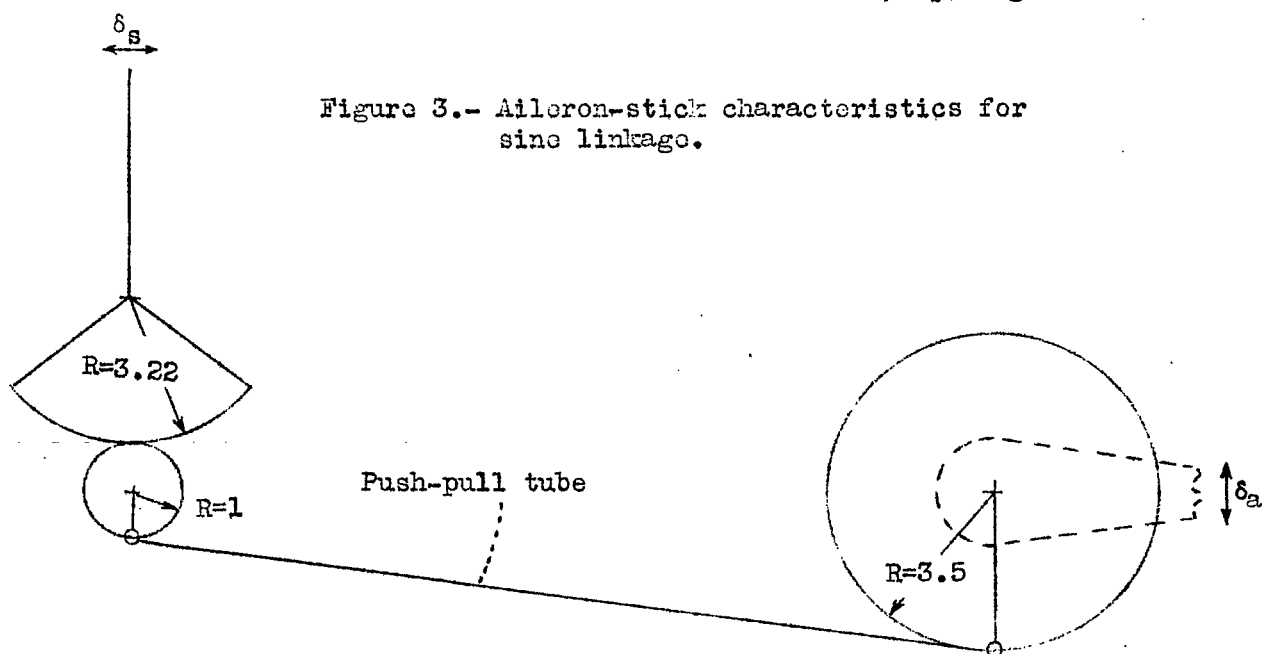 δs
Figure 3.- Aileron-stick characteristics for
sine linkage.
R=3.22
Push-pull tube
R=1
δa
R=3.5